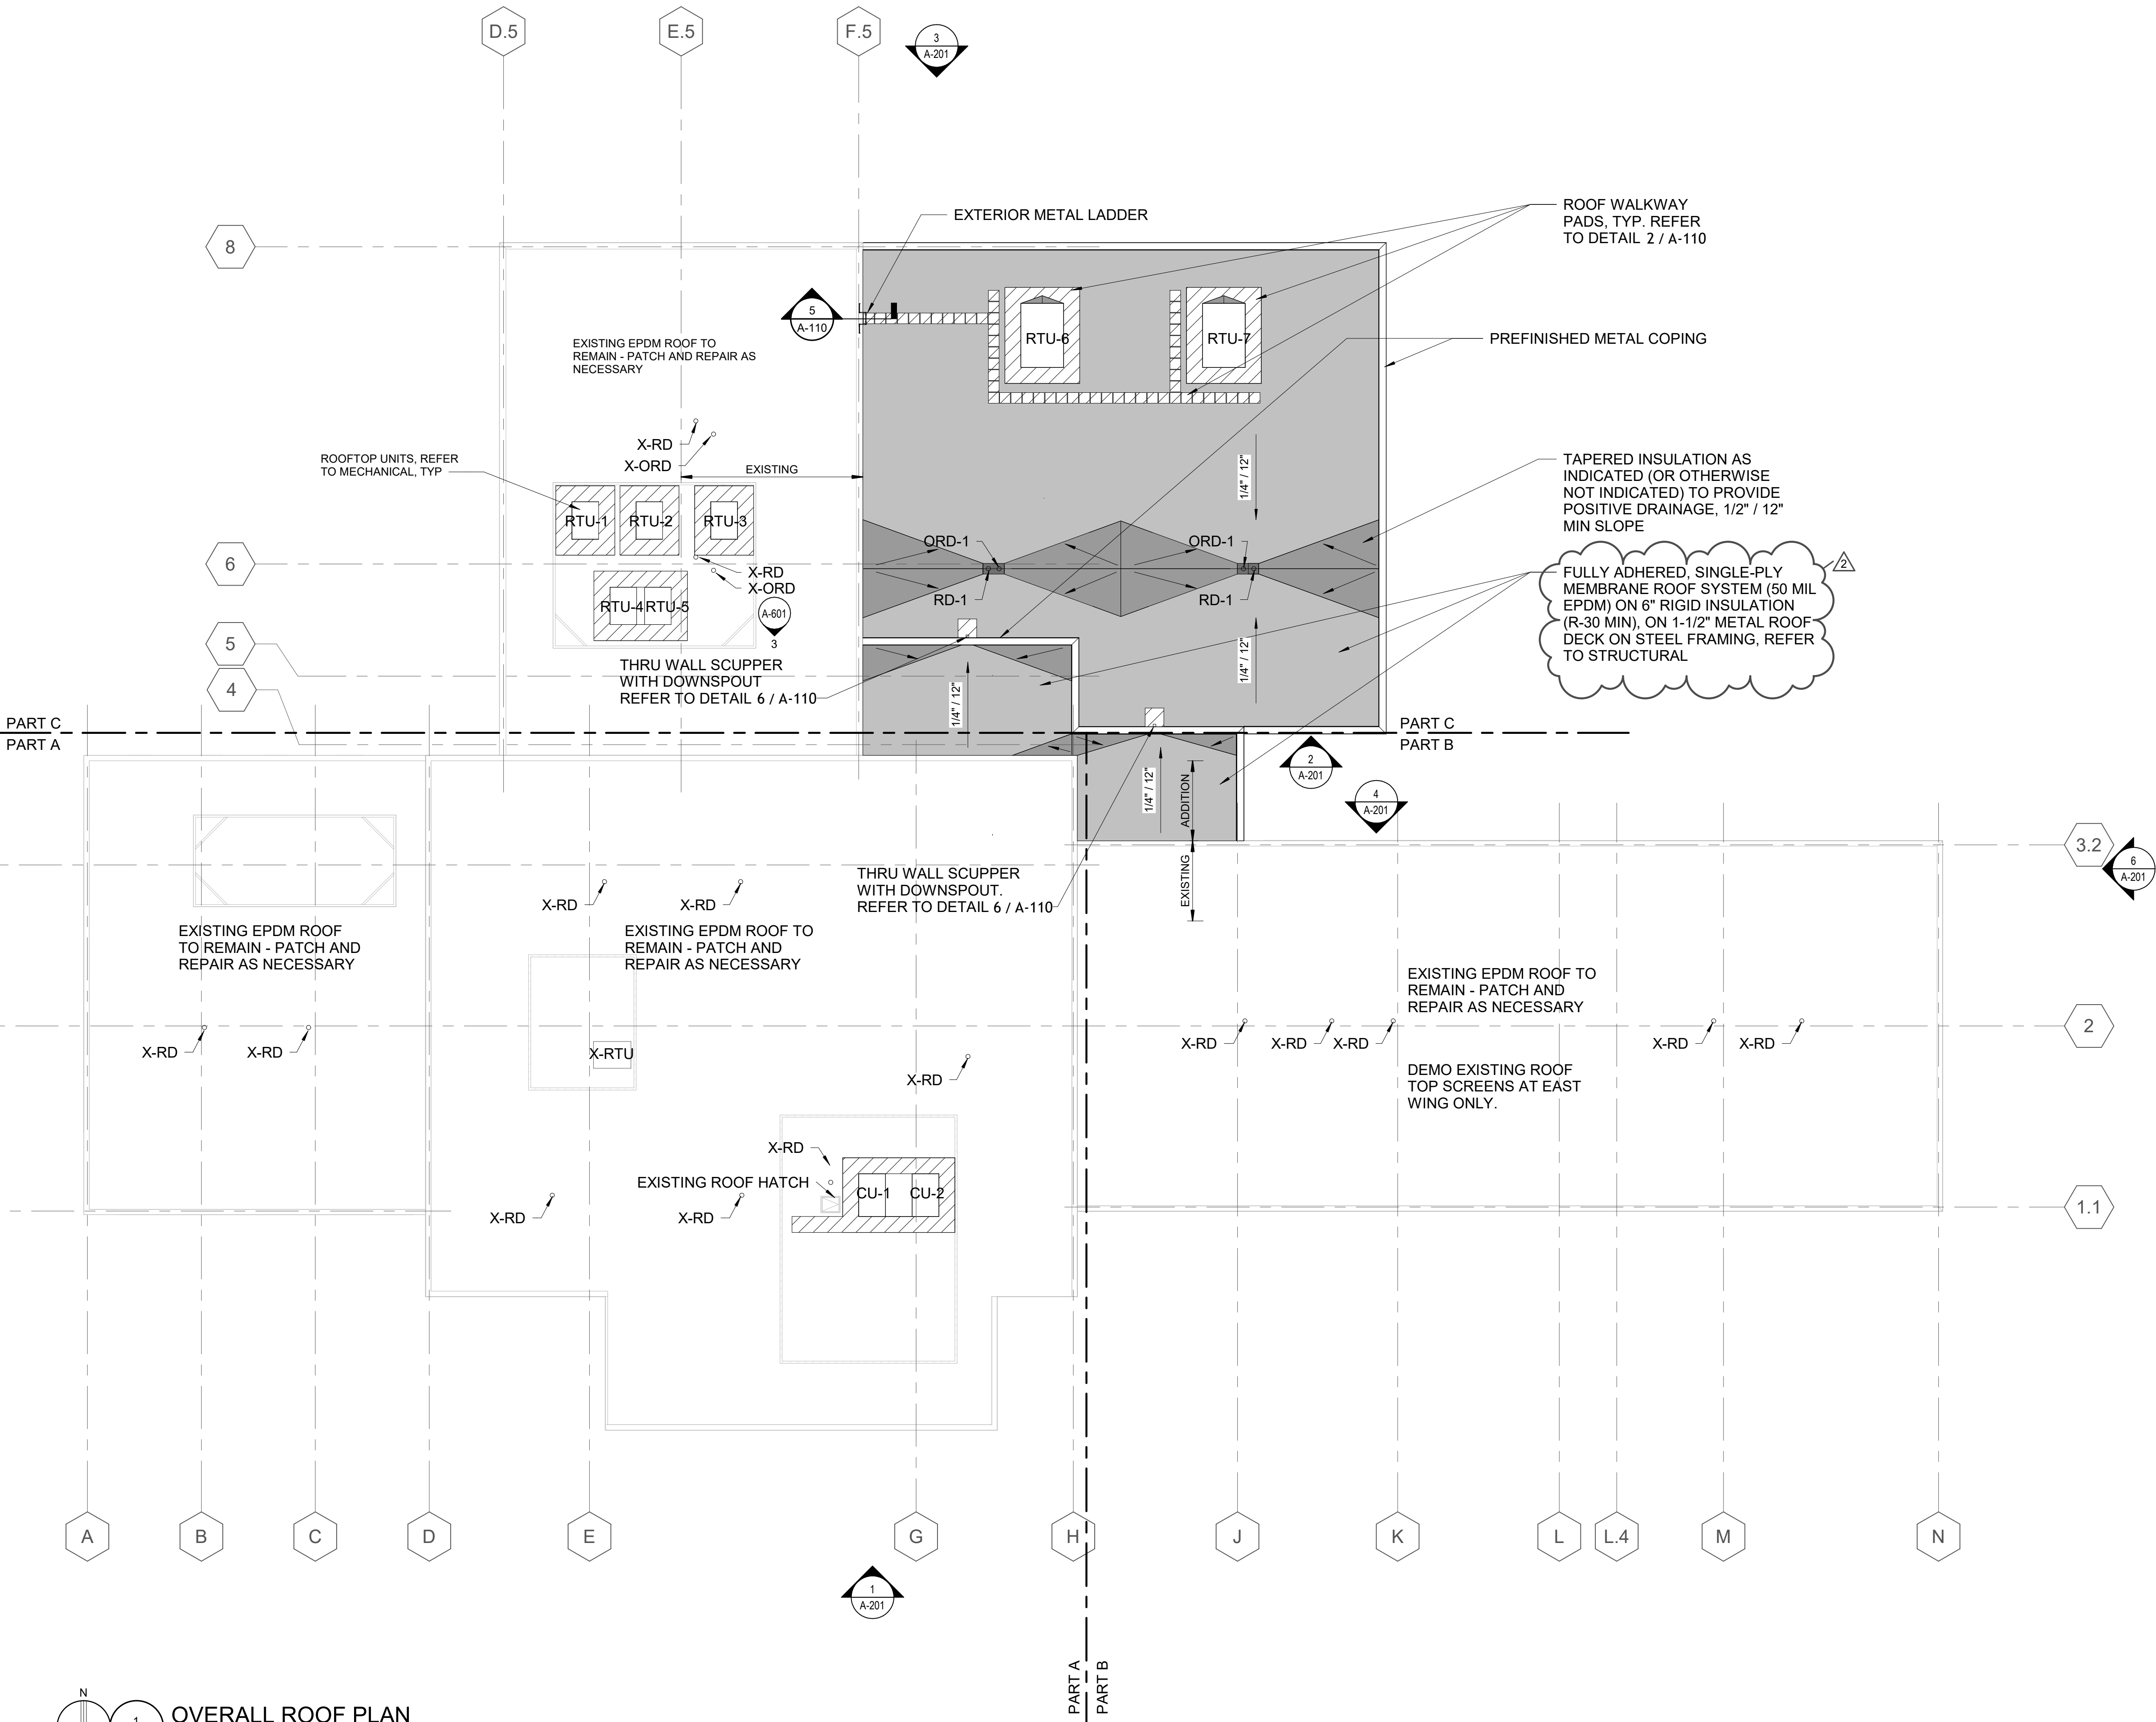 D.5
E.5
F.5
3
A-201
8
EXTERIOR METAL LADDER
ROOF WALKWAY
PADS, TYP. REFER
TO DETAIL 2 / A-110
5
A-110
RTU-6
RTU-7
PREFINISHED METAL COPING
EXISTING EPDM ROOF TO
REMAIN - PATCH AND REPAIR AS
NECESSARY
X-RD
X-ORD
ROOFTOP UNITS, REFER
TO MECHANICAL, TYP
EXISTING
1/4" / 12"
TAPERED INSULATION AS
INDICATED (OR OTHERWISE
NOT INDICATED) TO PROVIDE
POSITIVE DRAINAGE, 1/2" / 12"
MIN SLOPE
RTU-1
RTU-2
RTU-3
ORD-1
ORD-1
6
X-RD
X-ORD
RD-1
RD-1
2
FULLY ADHERED, SINGLE-PLY
MEMBRANE ROOF SYSTEM (50 MIL
EPDM) ON 6" RIGID INSULATION
(R-30 MIN), ON 1-1/2" METAL ROOF
DECK ON STEEL FRAMING, REFER
TO STRUCTURAL
RTU-4
RTU-5
A-601
3
5
4
THRU WALL SCUPPER
WITH DOWNSPOUT
REFER TO DETAIL 6 / A-110
1/4" / 12"
1/4" / 12"
PART C
PART A
PART C
PART B
2
A-201
4
A-201
1/4" / 12"
ADDITION
EXISTING
3.2
6
A-201
THRU WALL SCUPPER
WITH DOWNSPOUT.
REFER TO DETAIL 6 / A-110
X-RD
X-RD
EXISTING EPDM ROOF
TO REMAIN - PATCH AND
REPAIR AS NECESSARY
EXISTING EPDM ROOF TO
REMAIN - PATCH AND
REPAIR AS NECESSARY
EXISTING EPDM ROOF TO
REMAIN - PATCH AND
REPAIR AS NECESSARY
2
X-RD
X-RD
X-RTU
X-RD
X-RD
X-RD
X-RD
X-RD
X-RD
DEMO EXISTING ROOF
TOP SCREENS AT EAST
WING ONLY.
X-RD
EXISTING ROOF HATCH
CU-1
CU-2
X-RD
X-RD
1.1
A
B
C
D
E
G
H
J
K
L
L.4
M
N
1
A-201
PART A
PART B
N
1
OVERALL ROOF PLAN